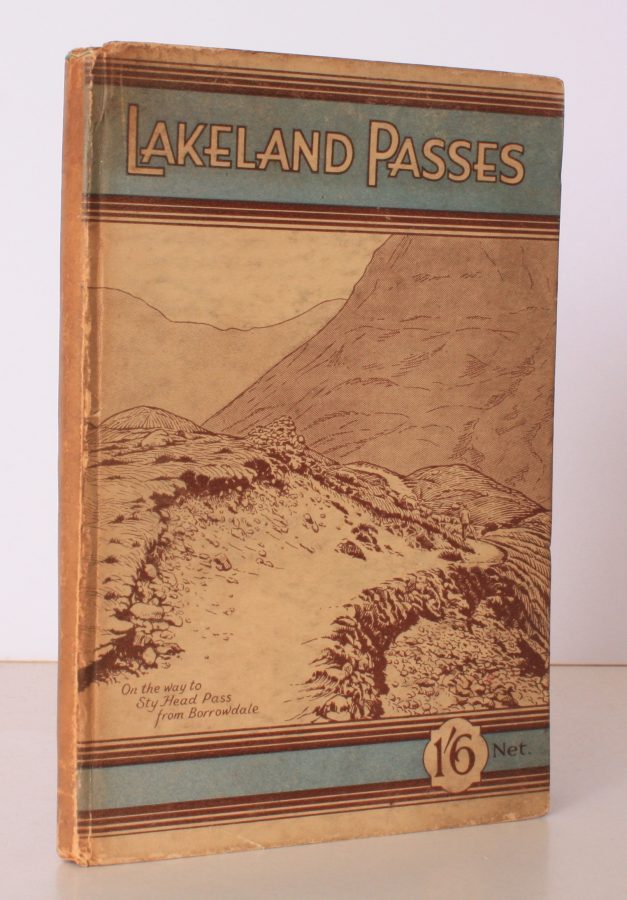 LAKELAND PASSES
On the way to
Sty Head Pass
from Borrowdale
1'6 Net.